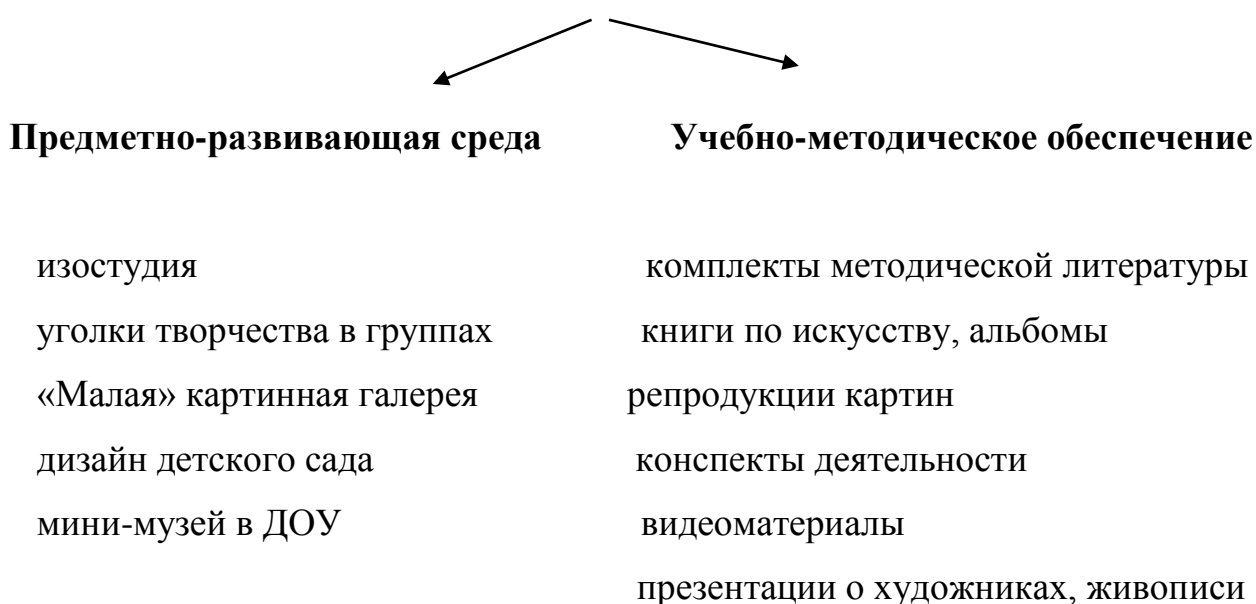 Предметно-развивающая среда Учебно-методическое обеспечение
изостудия комплекты методической литературы
уголки творчества в группах книги по искусству, альбомы
«Малая» картинная галерея репродукции картин
дизайн детского сада конспекты деятельности
мини-музей в ДОУ видеоматериалы
презентации о художниках, живописи